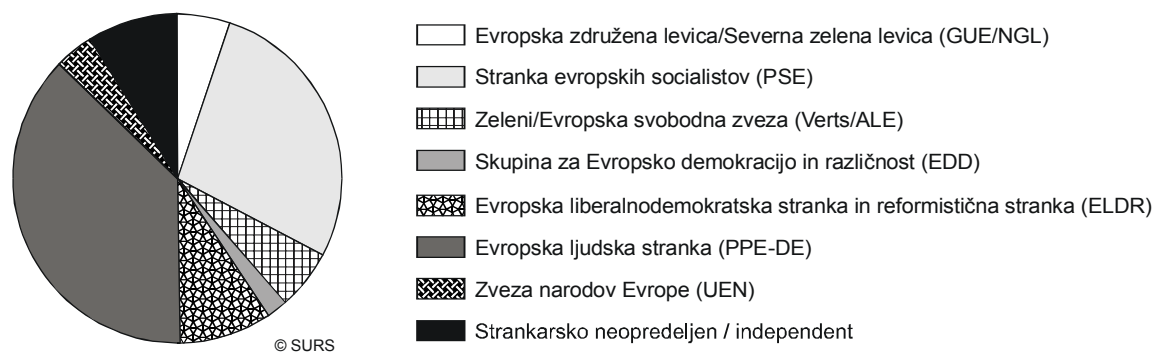 Evropska združena levica/Severna zelena levica (GUE/NGL)
Stranka evropskih socialistov (PSE)
Zeleni/Evropska svobodna zveza (Verts/ALE)
Skupina za Evropsko demokracijo in različnost (EDD)
Evropska liberalnodemokratska stranka in reformistična stranka (ELDR)
Evropska ljudska stranka (PPE-DE)
Zveza narodov Evrope (UEN)
Strankarsko neopredeljen / independent
© SURS